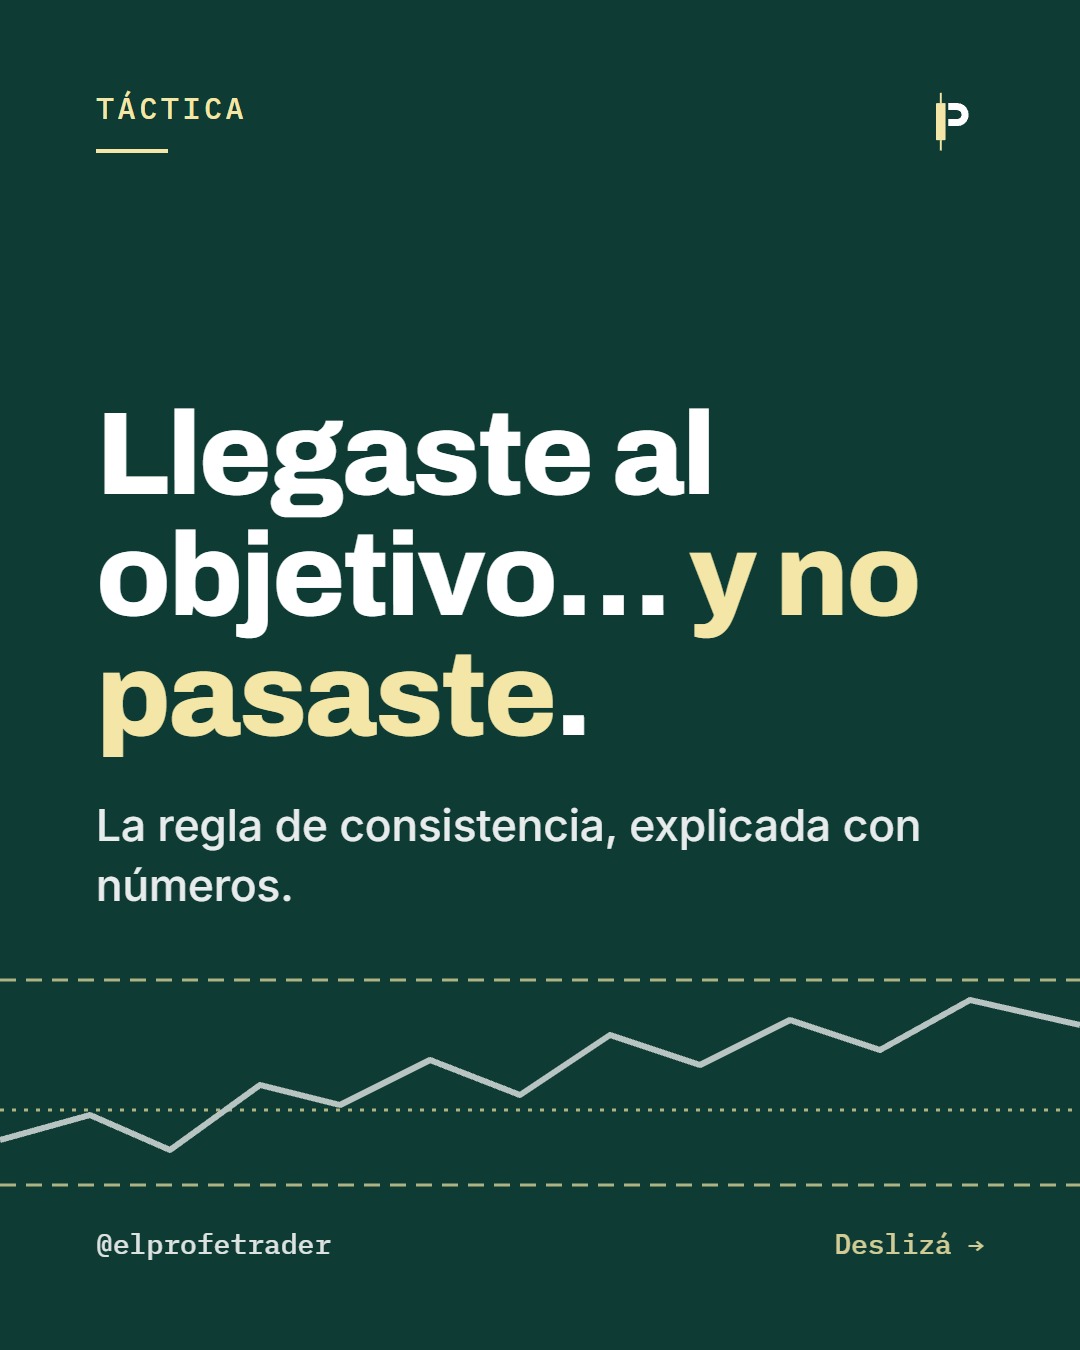 TÁCTICA
P
Llegaste al
objetivo... y no
pasaste.
La regla de consistencia, explicada con
números.
@elprofetrader
Deslizá →